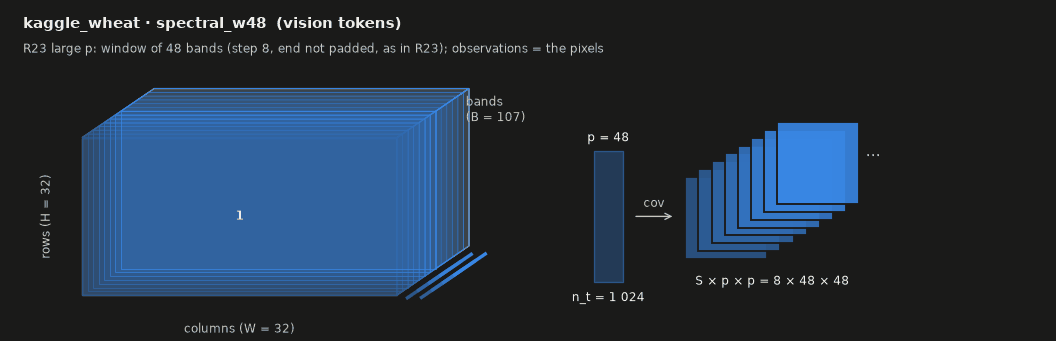 kaggle_wheat · spectral_w48 (vision tokens)
R23 large p: window of 48 bands (step 8, end not padded, as in R23); observations = the pixels
bands
(B = 107)
rows (H = 32)
1
columns (W = 32)
p = 48
n_t = 1 024
cov
...
S × p × p = 8 × 48 × 48